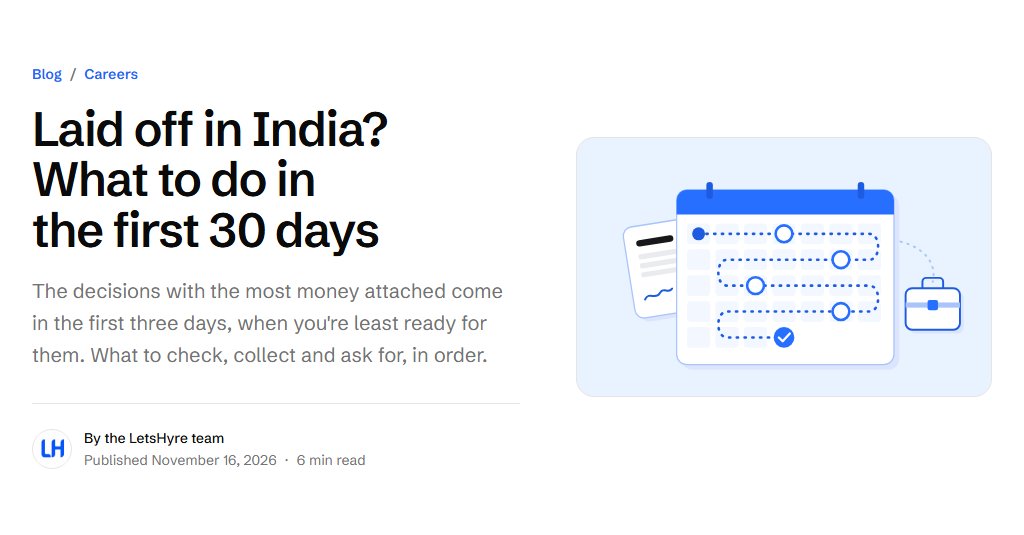 Blog / Careers
Laid off in India?
What to do in
the first 30 days
The decisions with the most money attached come
in the first three days, when you're least ready for
them. What to check, collect and ask for, in order.
LH
By the LetsHyre team
Published November 16, 2026 · 6 min read